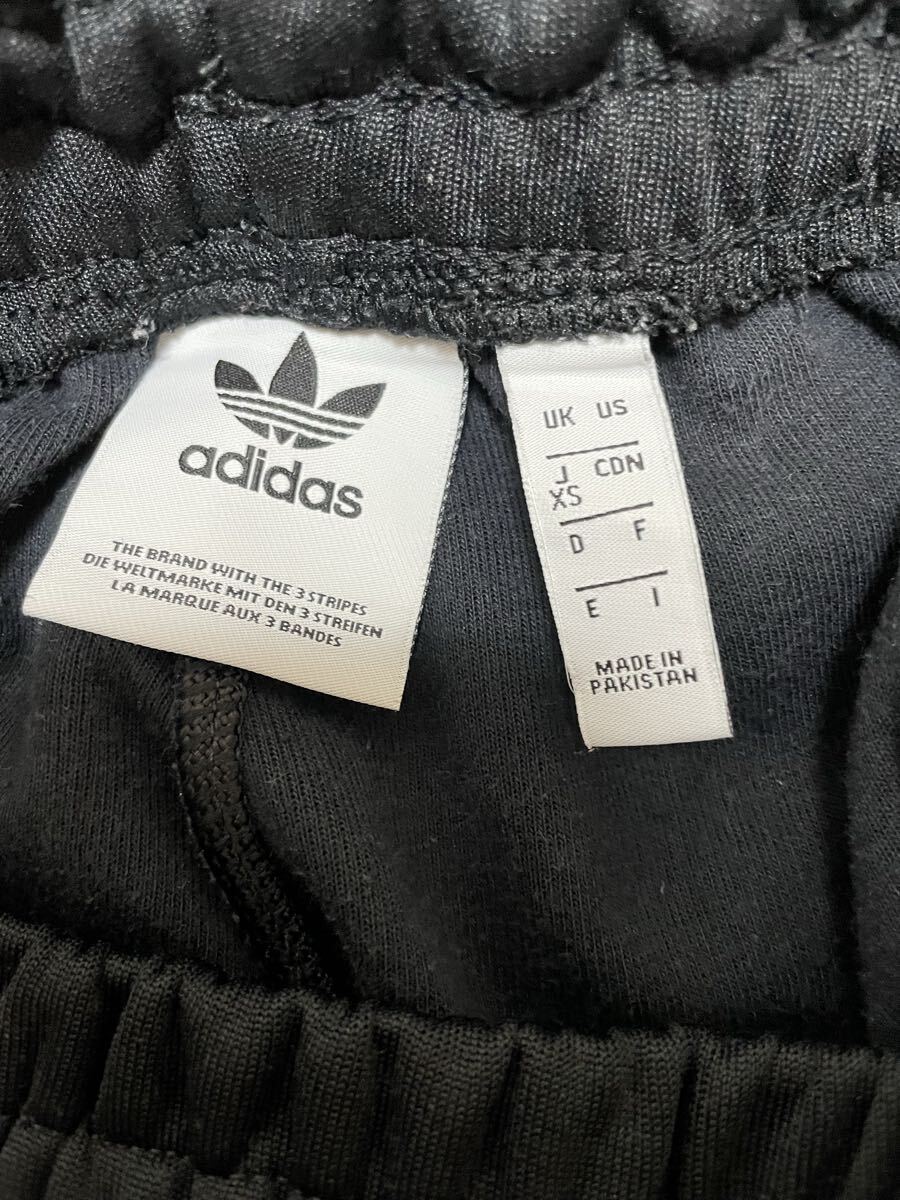 adidas
THE BRAND WITH THE 3 STRIPES
DIE WELTMARKE MIT DEN 3 STREIFEN
LA MARQUE AUX 3 BANDES
UK US
J CDN
XS
D F
E I
MADE IN
PAKISTAN